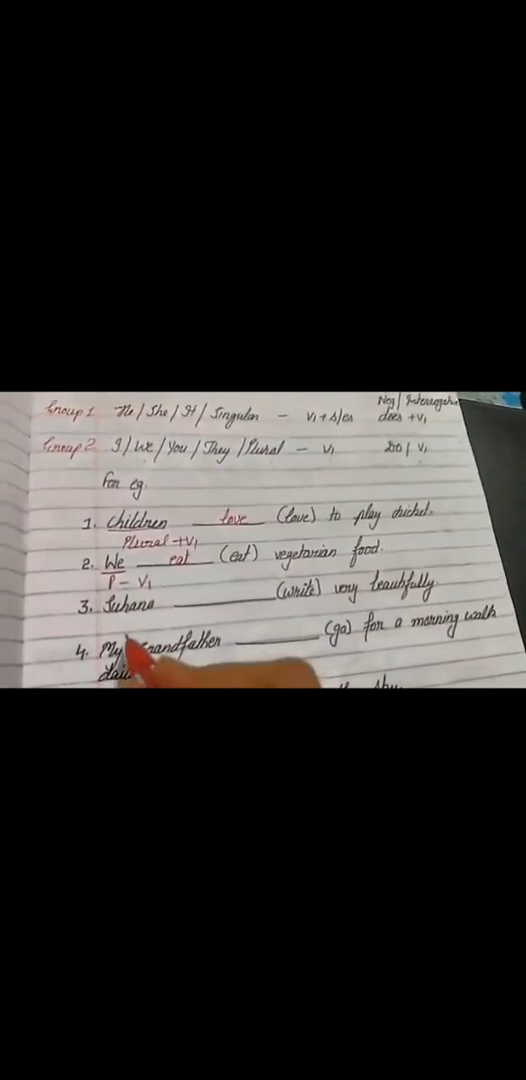 Neg / Interrogative
Group 1 He / She / It / Singular - V1 + s/es does + V1
Group 2 I / We / You / They / Plural - V1 Do / V1
For eg.
1. Children love (love) to play cricket.
Plural + V1
2. We eat (eat) vegetarian food.
P - V1
3. Suhana ________ (write) very beautifully
4. My Grandfather ________ (go) for a morning walk